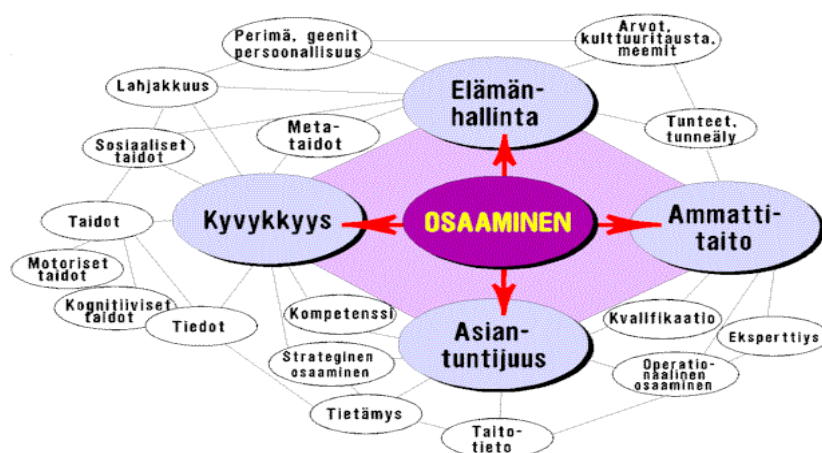 Perimä, geenit
persoonallisuus
Arvot,
kulttuuritausta,
meemit
Lahjakkuus
Elämän-
hallinta
Meta-
taidot
Tunteet,
tunneäly
Sosiaaliset
taidot
Taidot
Kyvykkyys
OSAAMINEN
Ammatti-
taito
Motoriset
taidot
Kognitiiviset
taidot
Tiedot
Kompetenssi
Asian-
tuntijuus
Kvalifikaatio
Eksperttiys
Strateginen
osaaminen
Operatio-
naalinen
osaaminen
Tietämys
Taito-
tieto